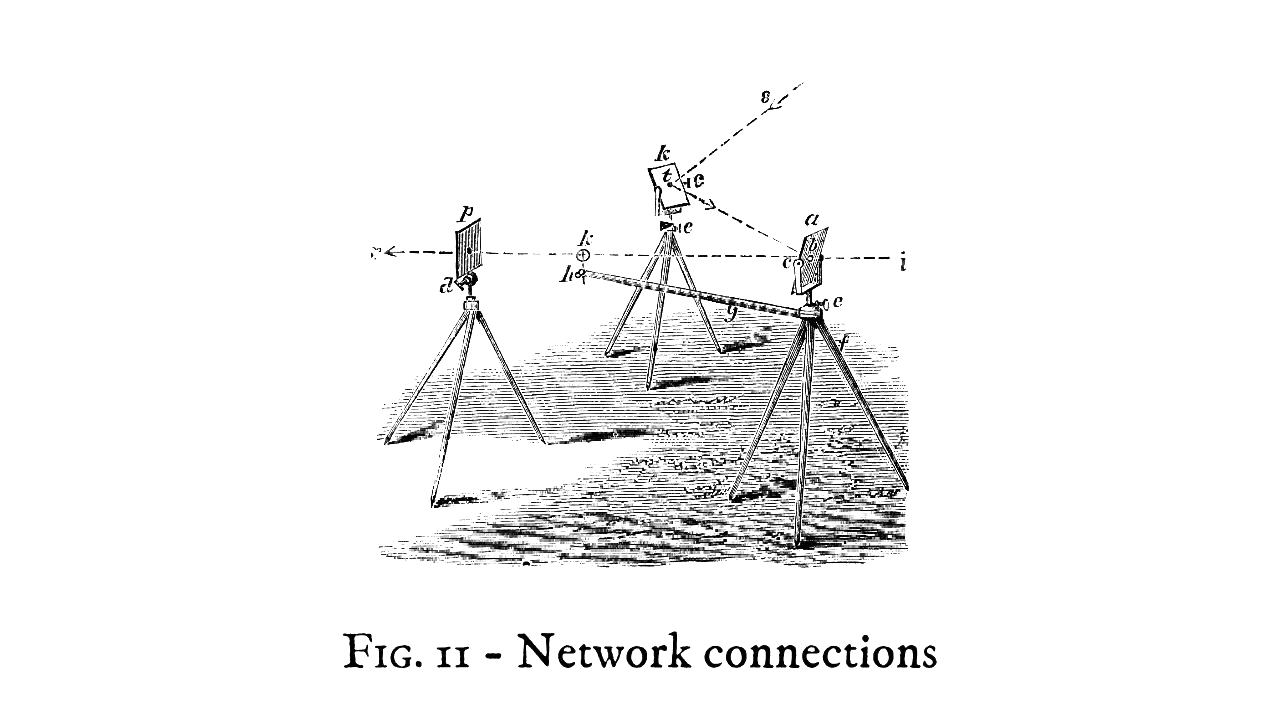 s
k
t e
p a
e b
k
r c i
h
d g e
f
Fig. 11 - Network connections